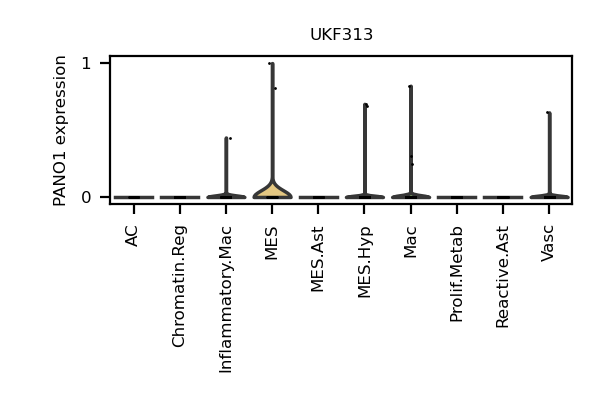 UKF313
PANO1 expression
1
0
AC
Chromatin.Reg
Inflammatory.Mac
MES
MES.Ast
MES.Hyp
Mac
Prolif.Metab
Reactive.Ast
Vasc